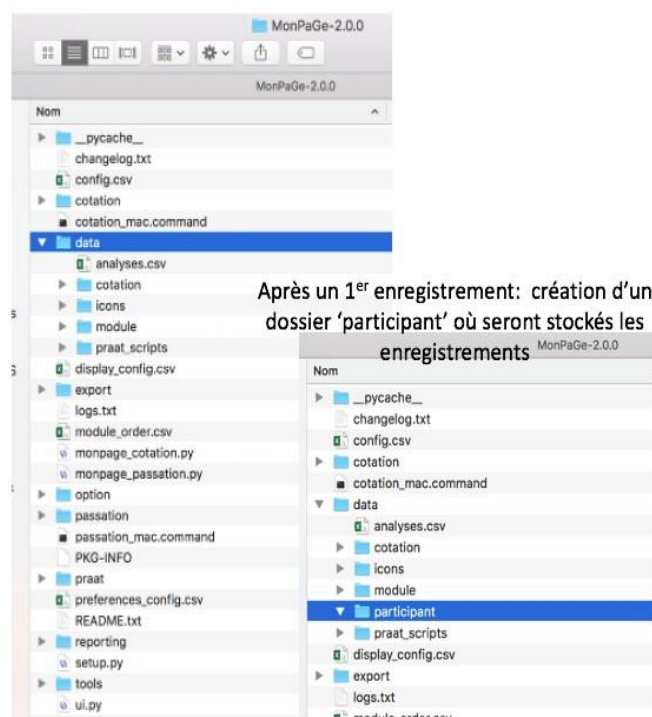 MonPaGe-2.0.0
MonPaGe-2.0.0
Nom
__pycache__
changelog.txt
config.csv
cotation
cotation_mac.command
data
analyses.csv
cotation
icons
module
praat_scripts
display_config.csv
export
logs.txt
module_order.csv
monpage_cotation.py
monpage_passation.py
option
passation
passation_mac.command
PKG-INFO
praat
preferences_config.csv
README.txt
reporting
setup.py
tools
ui.py
Après un 1er enregistrement: création d'un
dossier 'participant' où seront stockés les
enregistrements
MonPaGe-2.0.0
Nom
__pycache__
changelog.txt
config.csv
cotation
cotation_mac.command
data
analyses.csv
cotation
icons
module
participant
praat_scripts
display_config.csv
export
logs.txt
module_order.csv